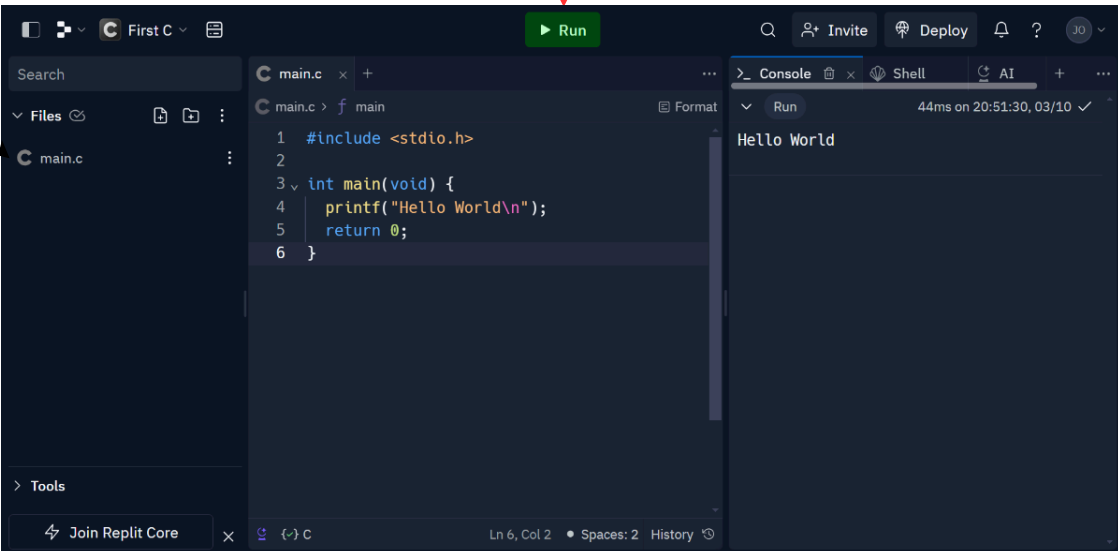 C First C Run Invite Deploy ? JO
Search
Files
C main.c
Tools
Join Replit Core ×
C main.c × +
C main.c > f main Format
1 #include <stdio.h>
2
3 int main(void) {
4 printf("Hello World\n");
5 return 0;
6 }
{✓} C Ln 6, Col 2 • Spaces: 2 History
>_ Console × Shell AI +
Run 44ms on 20:51:30, 03/10 ✓
Hello World